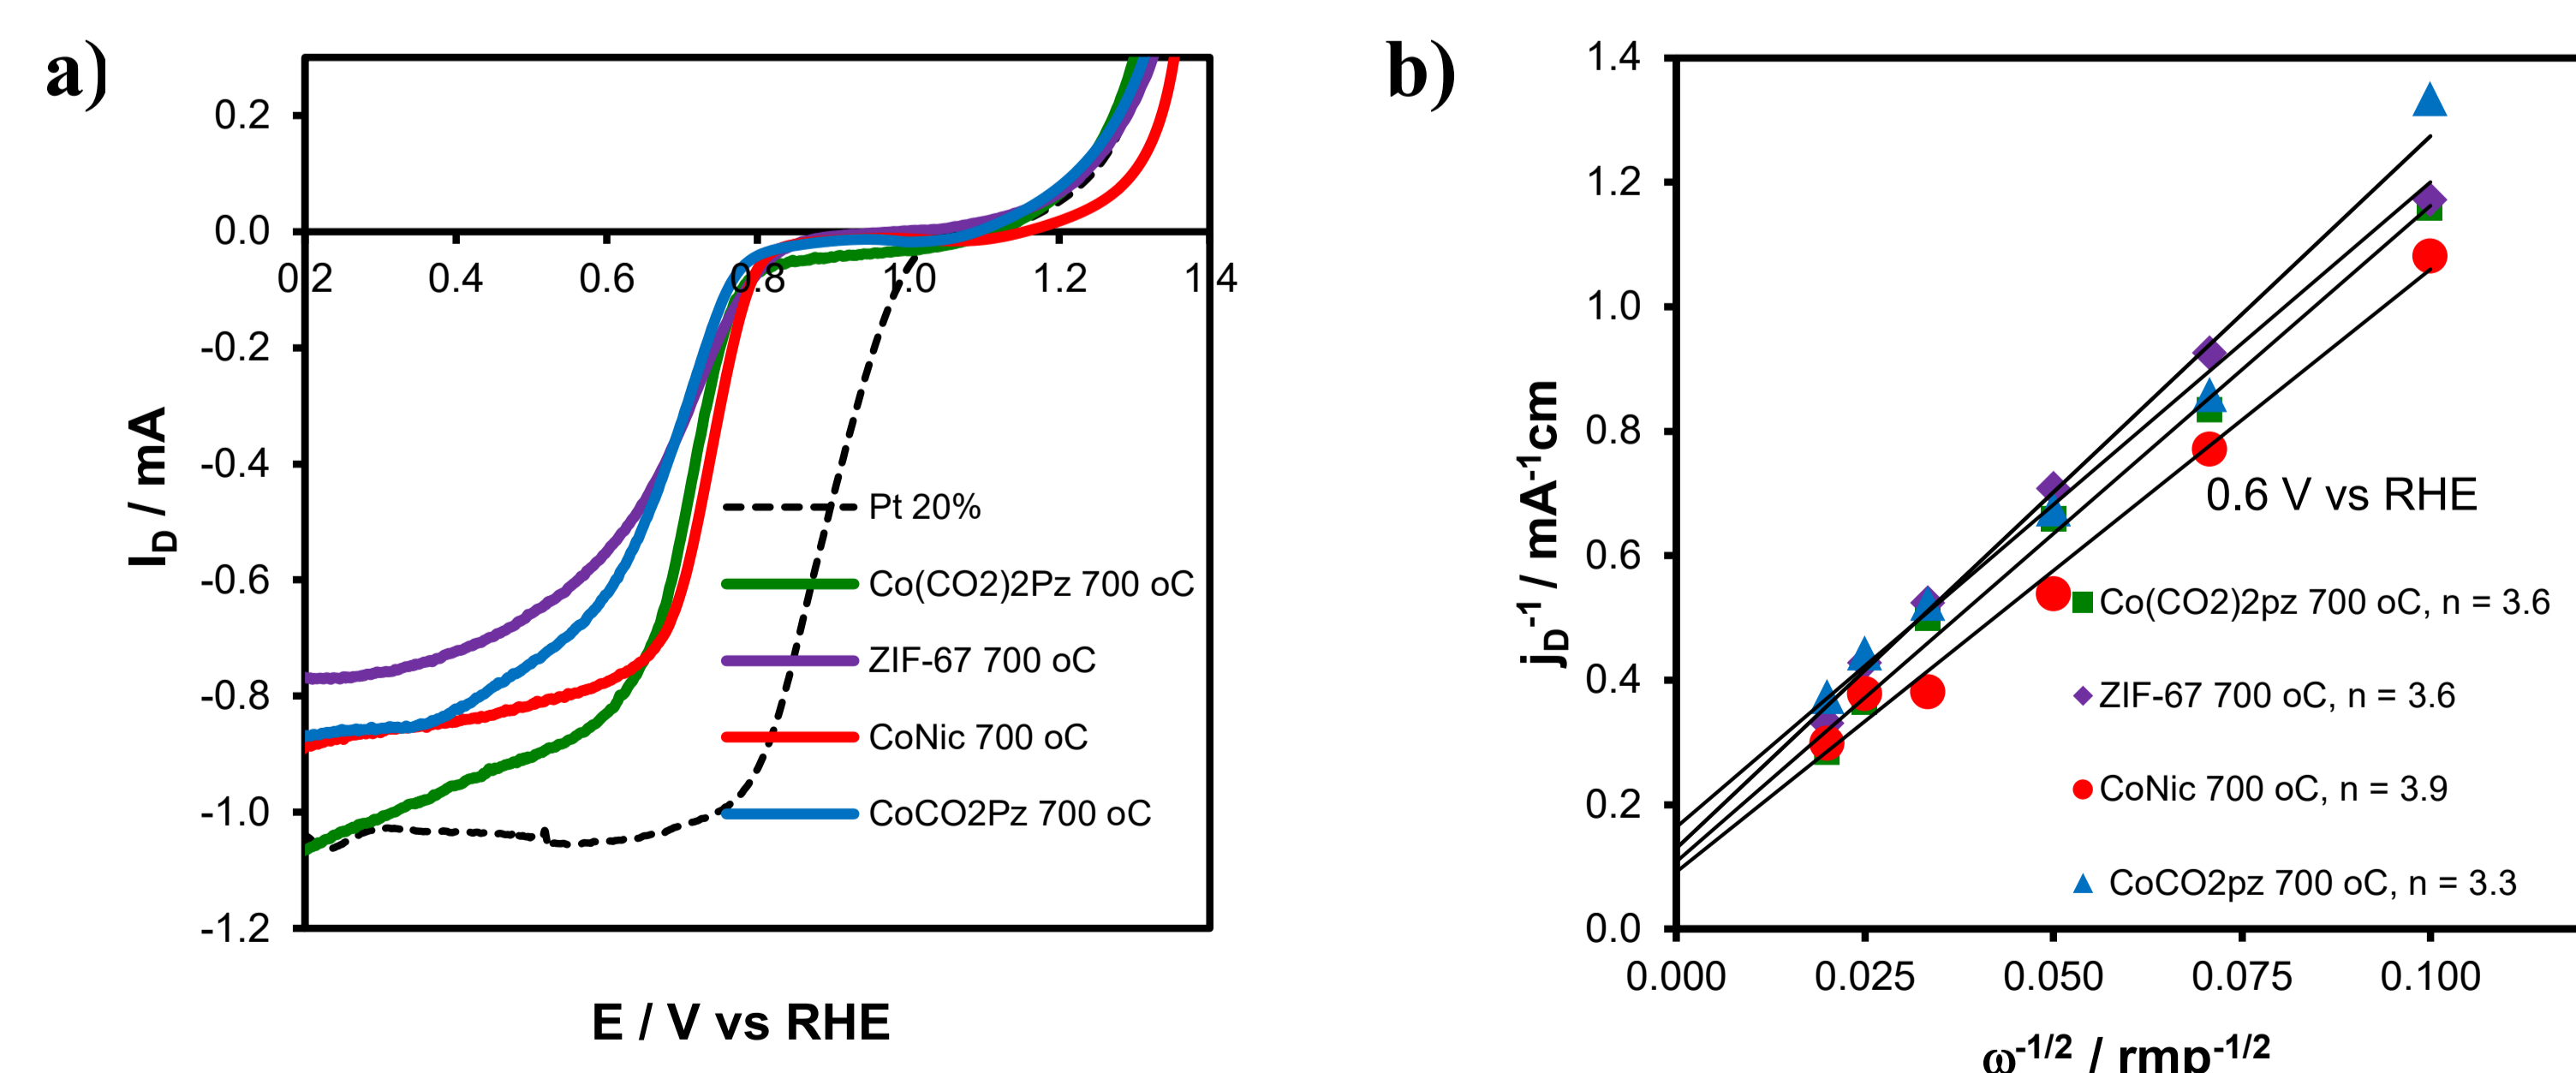 a)
0.2
0.0
-0.2
-0.4
-0.6
-0.8
-1.0
-1.2
0.2 0.4 0.6 0.8 1.0 1.2 1.4
I_D / mA
E / V vs RHE
Pt 20%
Co(CO2)2Pz 700 oC
ZIF-67 700 oC
CoNic 700 oC
CoCO2Pz 700 oC
b)
1.4
1.2
1.0
0.8
0.6
0.4
0.2
0.0
0.000 0.025 0.050 0.075 0.100
j_D^-1 / mA^-1cm
ω^-1/2 / rmp^-1/2
0.6 V vs RHE
Co(CO2)2pz 700 oC, n = 3.6
ZIF-67 700 oC, n = 3.6
CoNic 700 oC, n = 3.9
CoCO2pz 700 oC, n = 3.3